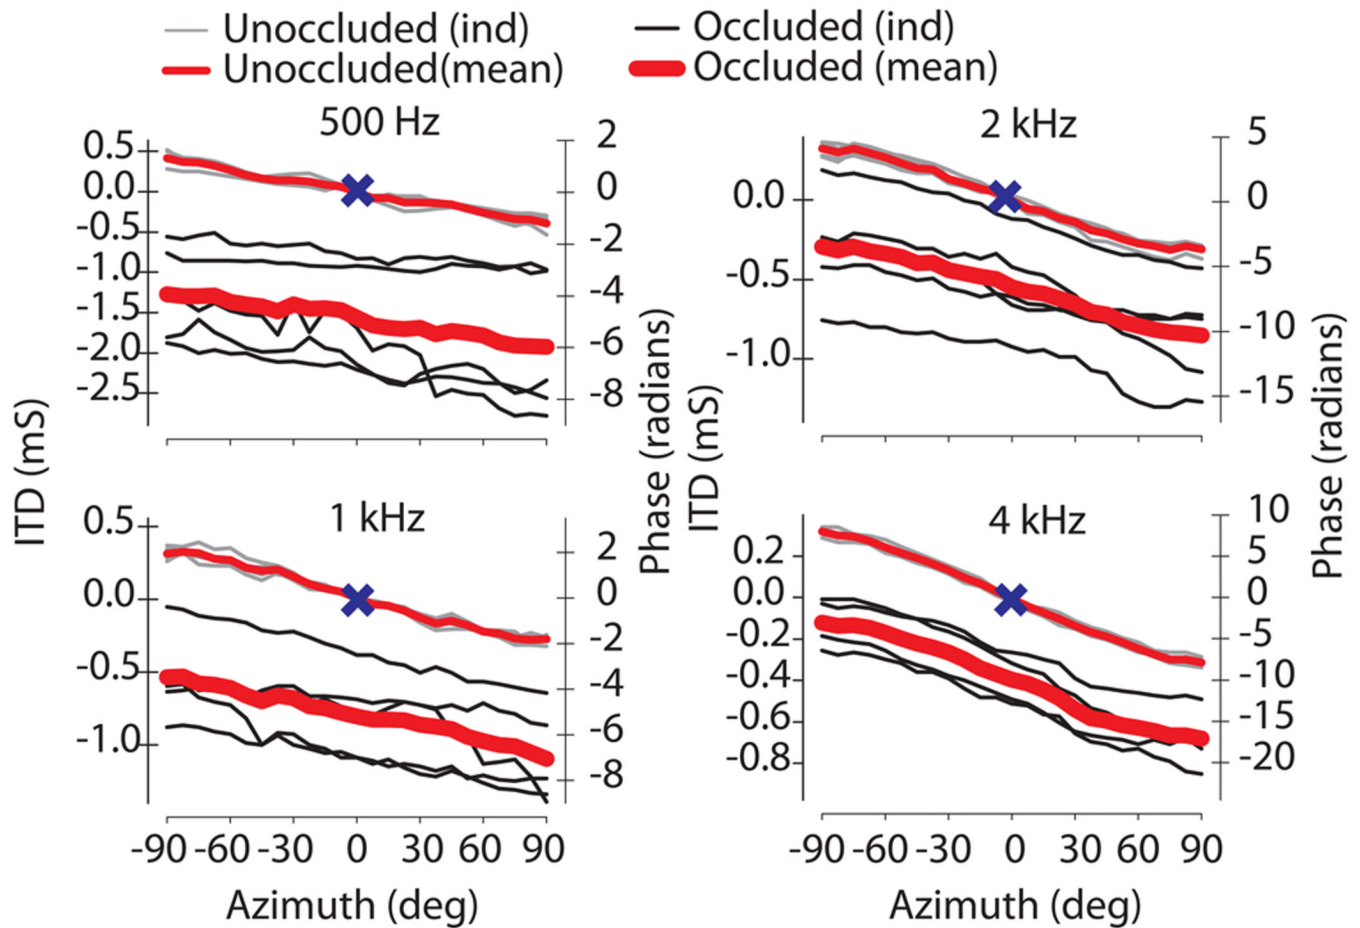 Unoccluded (ind)
Occluded (ind)
Unoccluded(mean)
Occluded (mean)
500 Hz
0.5
0.0
-0.5
-1.0
-1.5
-2.0
-2.5
2
0
-2
-4
-6
-8
2 kHz
0.0
-0.5
-1.0
5
0
-5
-10
-15
ITD (mS)
Phase (radians)
ITD (mS)
Phase (radians)
1 kHz
0.5
0.0
-0.5
-1.0
2
0
-2
-4
-6
-8
4 kHz
0.2
0.0
-0.2
-0.4
-0.6
-0.8
10
5
0
-5
-10
-15
-20
-90 -60 -30 0 30 60 90
-90 -60 -30 0 30 60 90
Azimuth (deg)
Azimuth (deg)